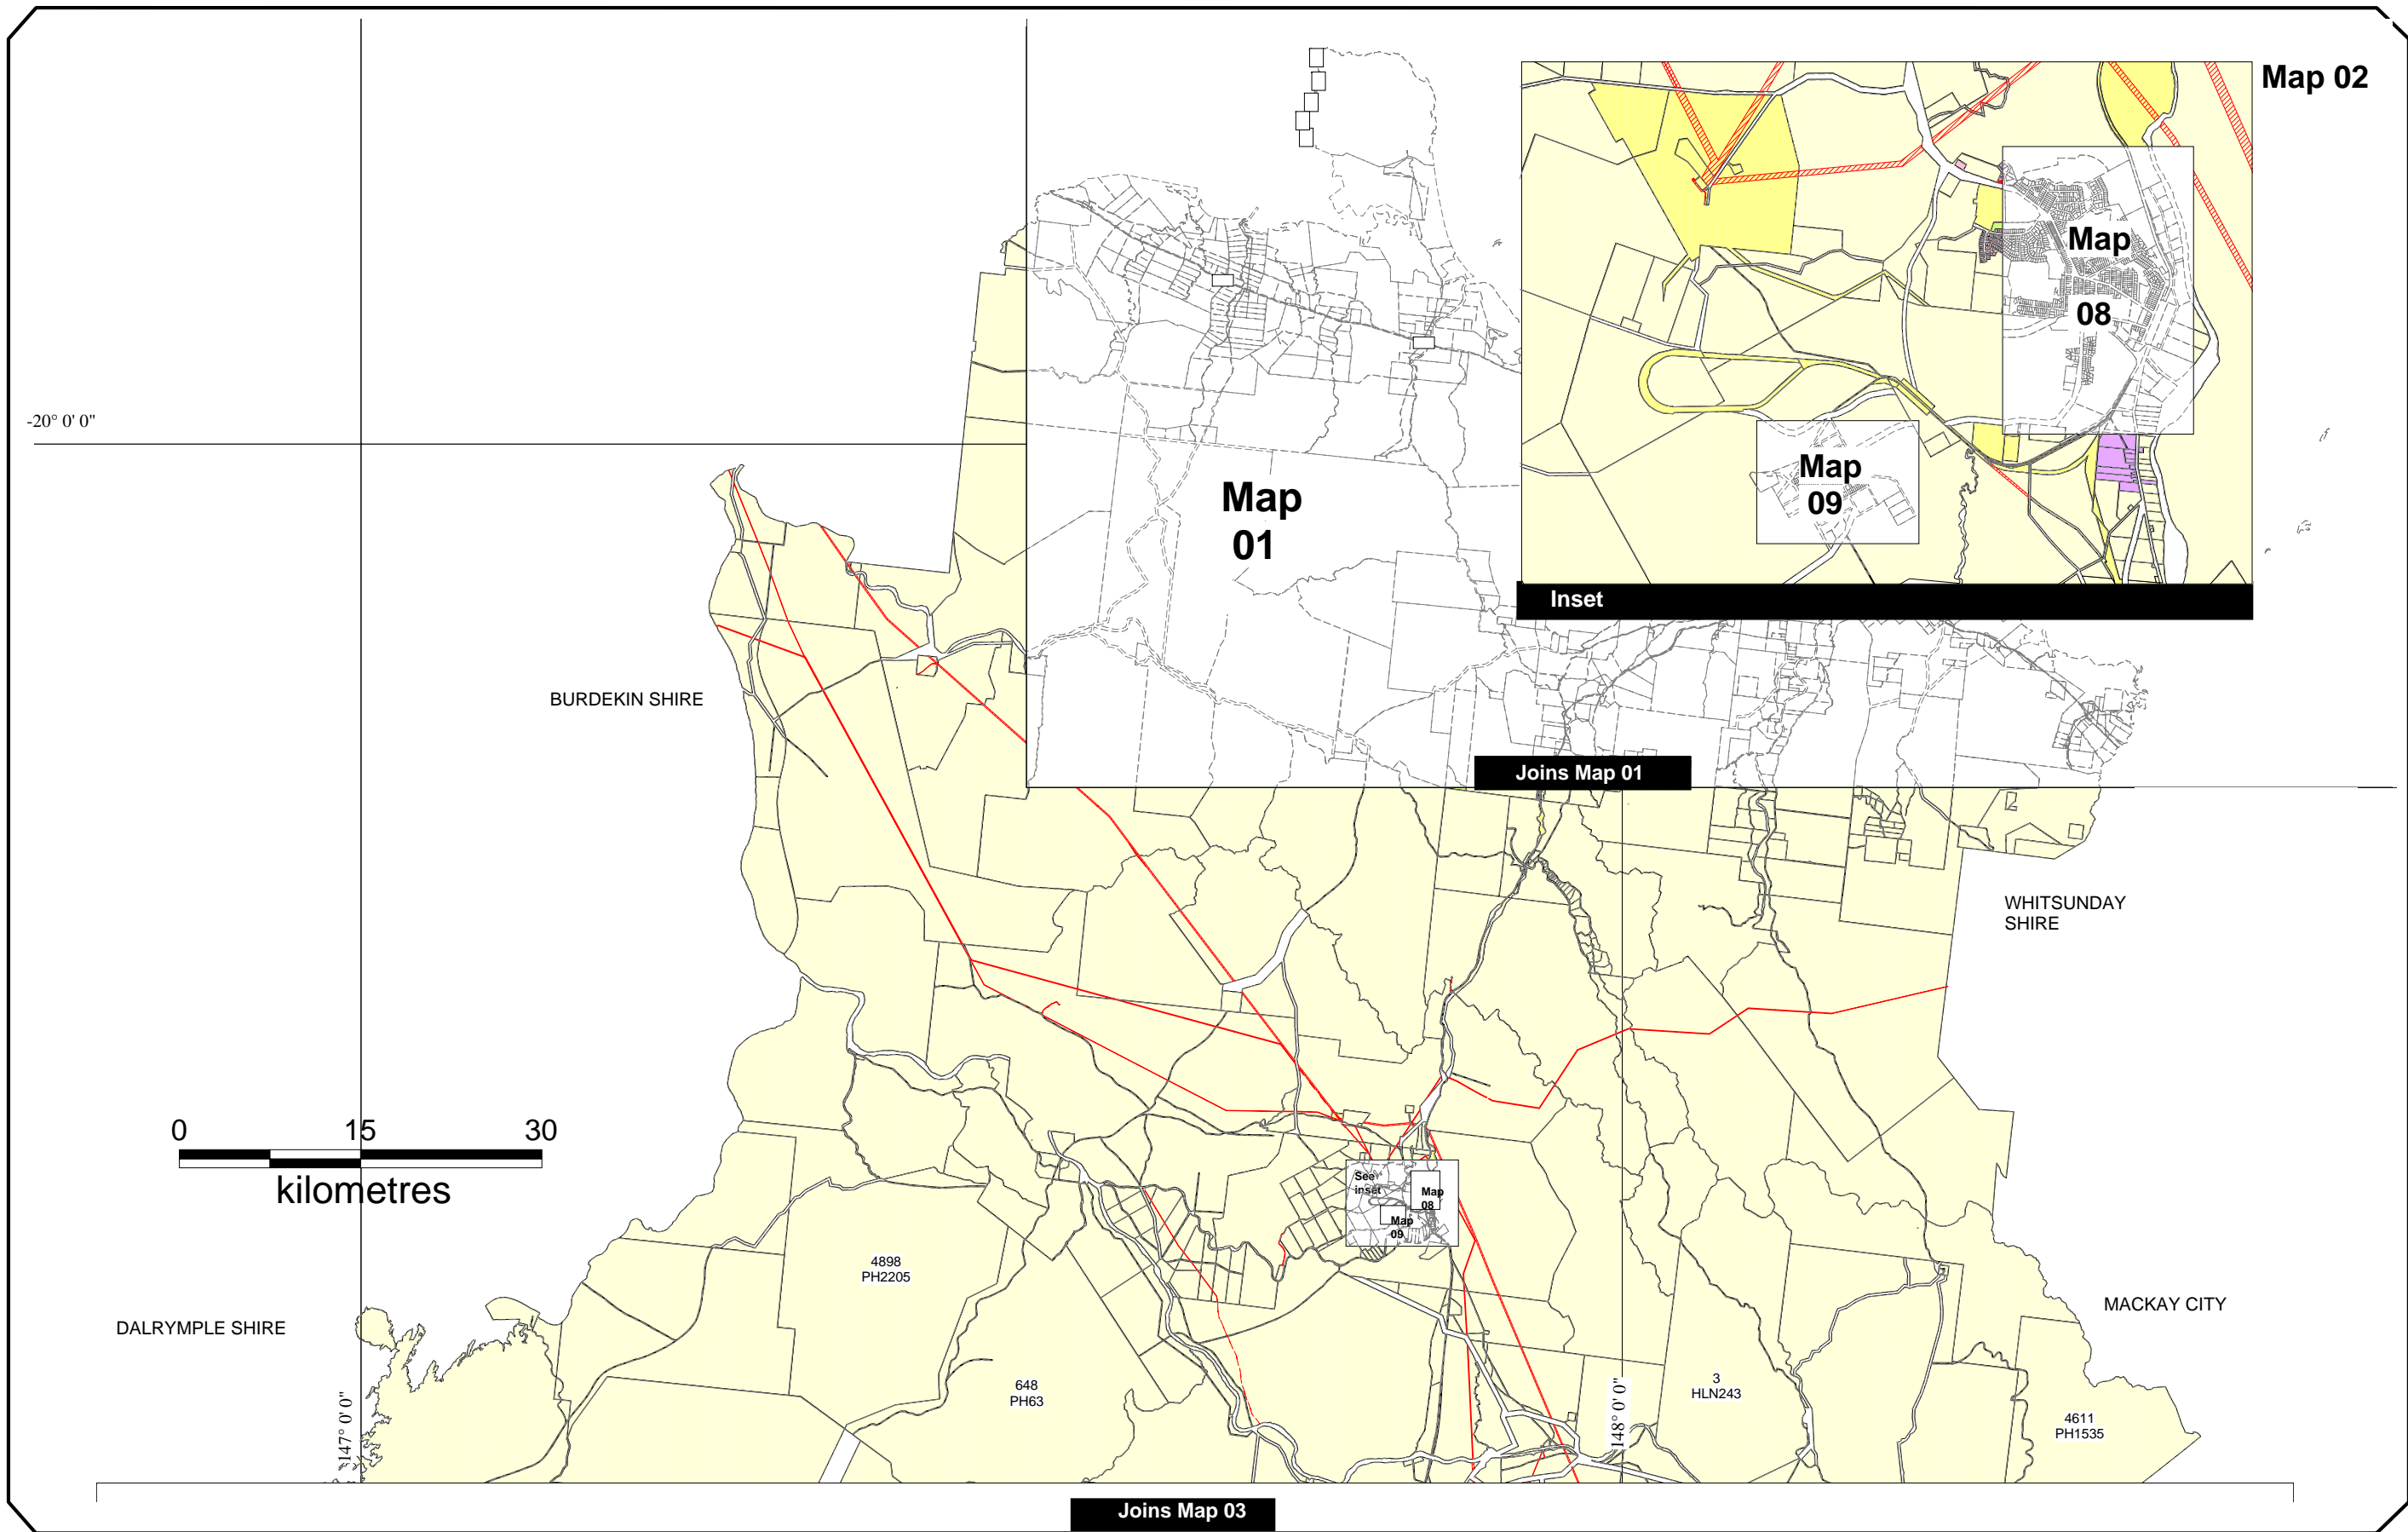 Map 02
Map
08
Map
09
Inset
-20° 0' 0"
Map
01
BURDEKIN SHIRE
Joins Map 01
WHITSUNDAY
SHIRE
0 15 30
kilometres
See
inset
Map
08
Map
09
4898
PH2205
DALRYMPLE SHIRE
MACKAY CITY
648
PH63
3
HLN243
4611
PH1535
147° 0' 0"
148° 0' 0"
Joins Map 03